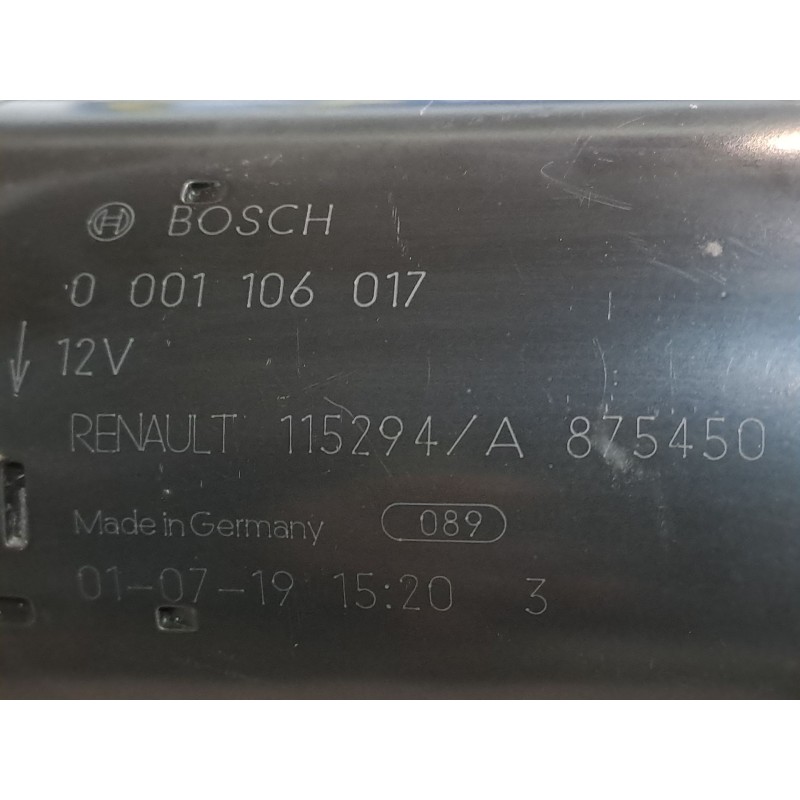 BOSCH
0 001 106 017
12V
RENAULT 115294/A 875450
Made in Germany 089
01-07-19 15:20 3